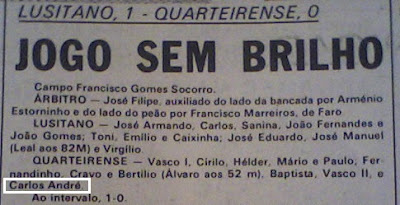 LUSITANO, 1 - QUARTEIRENSE, 0
JOGO SEM BRILHO
Campo Francisco Gomes Socorro.
ÁRBITRO — José Filipe, auxiliado do lado da bancada por Arménio
Estorninho e do lado do peão por Francisco Marreiros, de Faro.
LUSITANO — José Armando, Carlos, Sanina, João Fernandes e
João Gomes; Toni, Emílio e Caixinha; José Eduardo, José Manuel
(Leal aos 82M) e Virgílio.
QUARTEIRENSE — Vasco I, Cirilo, Hélder, Mário e Paulo, Fer-
nandinho, Cravo e Bertílio (Álvaro aos 52 m), Baptista, Vasco II, e
Carlos André.
Ao intervalo, 1-0.